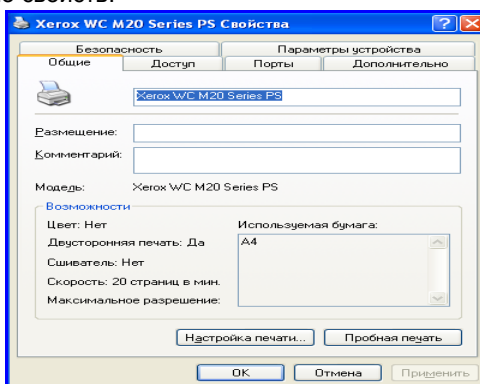 Xerox WC M20 Series PS Свойства
Безопасность Параметры устройства
Общие Доступ Порты Дополнительно
Xerox WC M20 Series PS
Размещение:
Комментарий:
Модель: Xerox WC M20 Series PS
Возможности
Цвет: Нет Используемая бумага:
Двусторонняя печать: Да A4
Сшиватель: Нет
Скорость: 20 страниц в мин.
Максимальное разрешение:
Настройка печати... Пробная печать
OK Отмена Применить